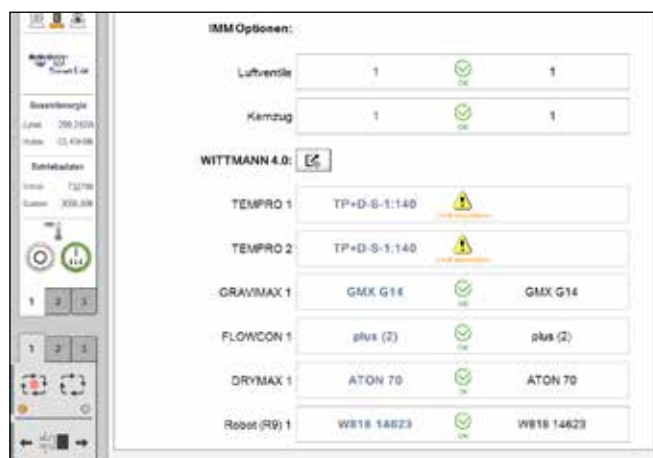 IMM Optionen:
Luftventile 1 OK 1
Kernzug 1 OK 1
WITTMANN 4.0:
TEMPRO 1 TP+D-S-1:140
TEMPRO 2 TP+D-S-1:140
GRAVIMAX 1 GMX G14 OK GMX G14
FLOWCON 1 plus (2) OK plus (2)
DRYMAX 1 ATON 70 OK ATON 70
Robot (R9) 1 W818 14623 OK W818 14623
Betriebsdaten
1 2 3
1 2 3